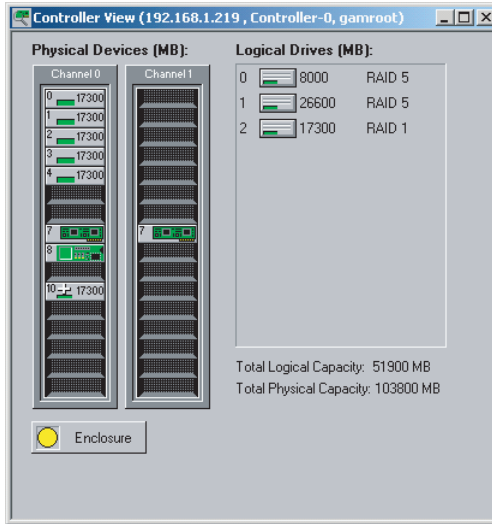 Controller View (192.168.1.219 , Controller-0, gamroot)
Physical Devices (MB):
Channel 0
Channel 1
0 17300
1 17300
2 17300
3 17300
4 17300
7
7
8
10 17300
Logical Drives (MB):
0 8000 RAID 5
1 26600 RAID 5
2 17300 RAID 1
Total Logical Capacity: 51900 MB
Total Physical Capacity: 103800 MB
Enclosure